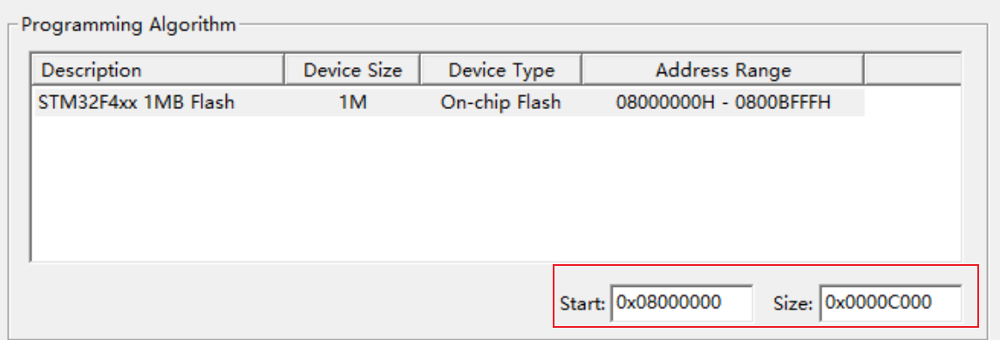 Programming Algorithm
Description Device Size Device Type Address Range
STM32F4xx 1MB Flash 1M On-chip Flash 08000000H - 0800BFFFH
Start: 0x08000000 Size: 0x0000C000